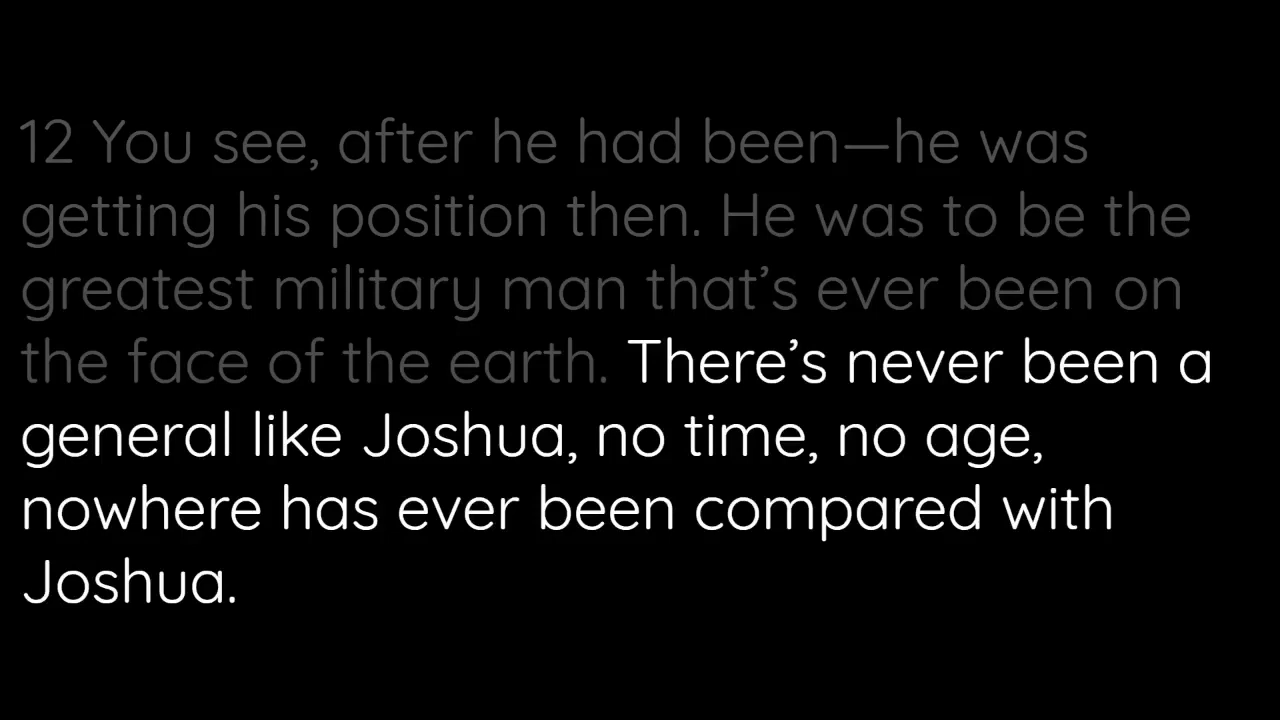 12 You see, after he had been—he was
getting his position then. He was to be the
greatest military man that’s ever been on
the face of the earth. There’s never been a
general like Joshua, no time, no age,
nowhere has ever been compared with
Joshua.